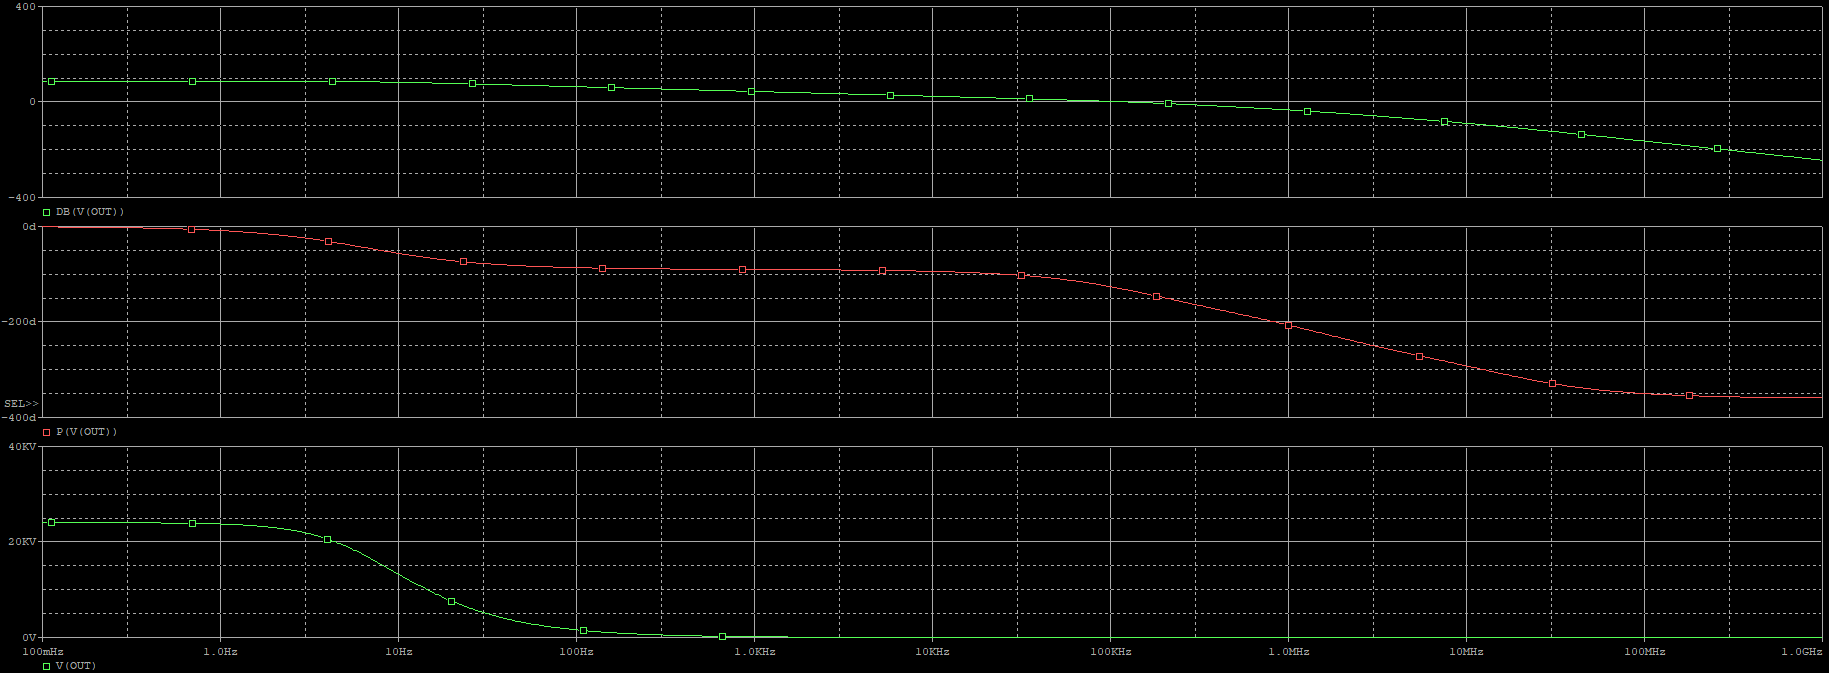 400
0
-400
DB(V(OUT))
0d
-200d
SEL>>
-400d
P(V(OUT))
40KV
20KV
0V
100mHz 1.0Hz 10Hz 100Hz 1.0KHz 10KHz 100KHz 1.0MHz 10MHz 100MHz 1.0GHz
V(OUT)